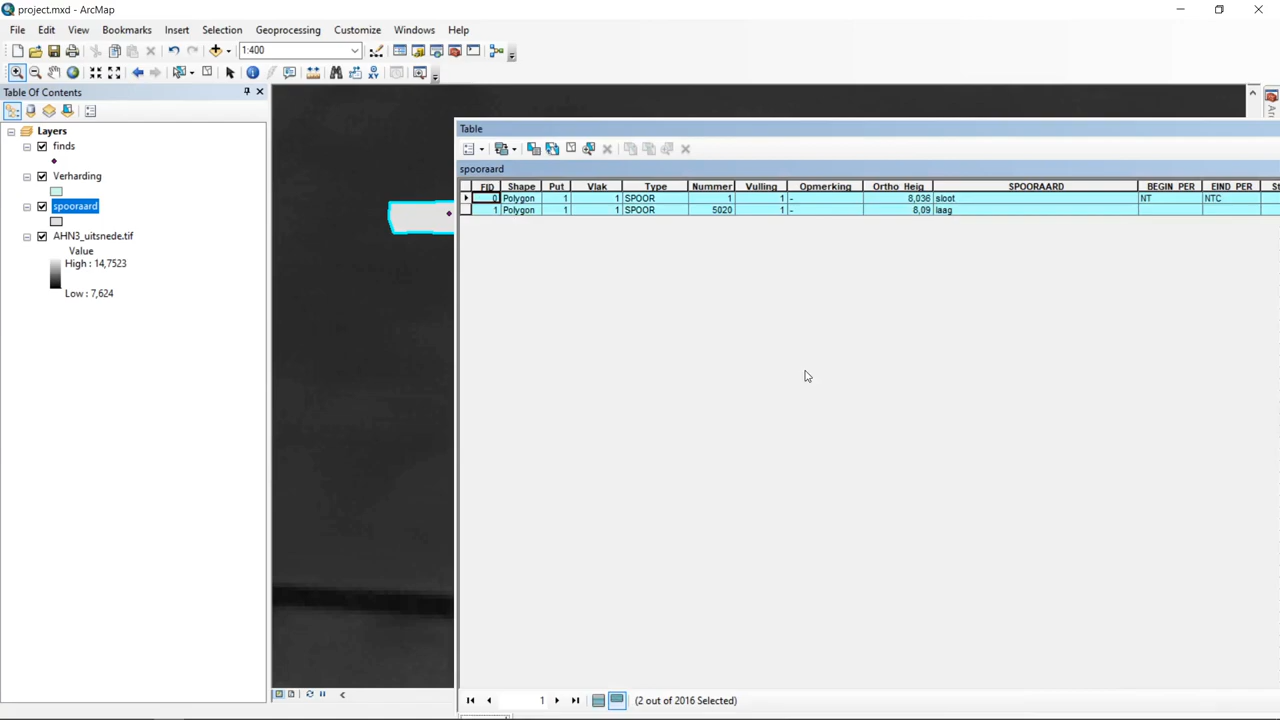 project.mxd - ArcMap
File Edit View Bookmarks Insert Selection Geoprocessing Customize Windows Help
1:400
Table Of Contents
Layers
finds
Verharding
spooraard
AHN3_uitsnede.tif
Value
High : 14,7523
Low : 7,624
Table
spooraard
FID Shape Put Vlak Type Nummer Vulling Opmerking Ortho_Heig SPOORAARD BEGIN_PER EIND_PER St
0 Polygon 1 1 SPOOR 1 1 - 8,036 sloot NT NTC
1 Polygon 1 1 SPOOR 5020 1 - 8,09 laag
1 (2 out of 2016 Selected)